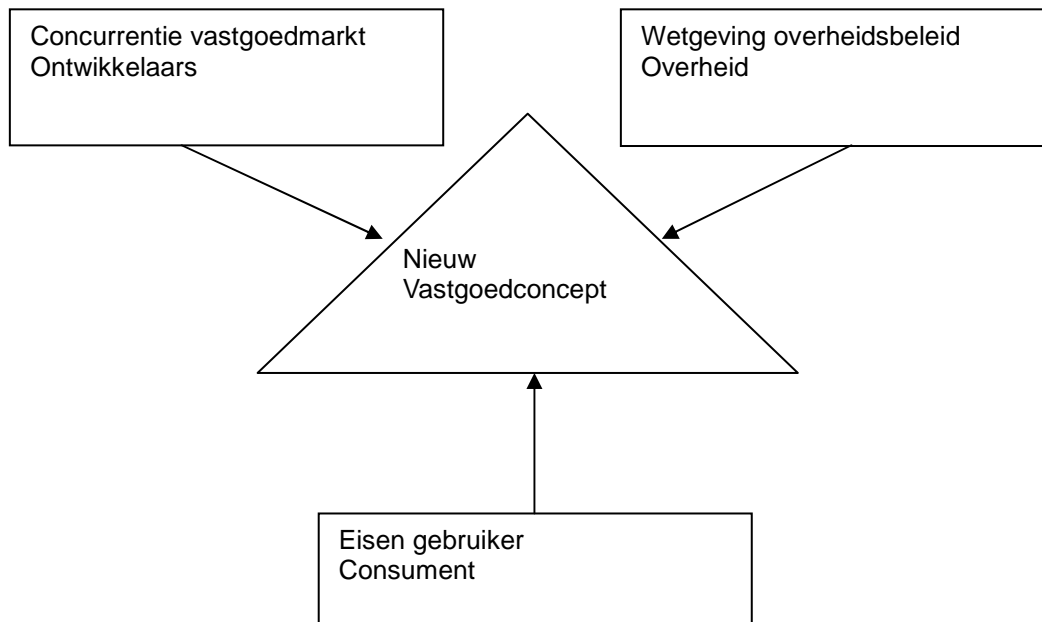 Concurrentie vastgoedmarkt
Ontwikkelaars
Wetgeving overheidsbeleid
Overheid
Nieuw
Vastgoedconcept
Eisen gebruiker
Consument